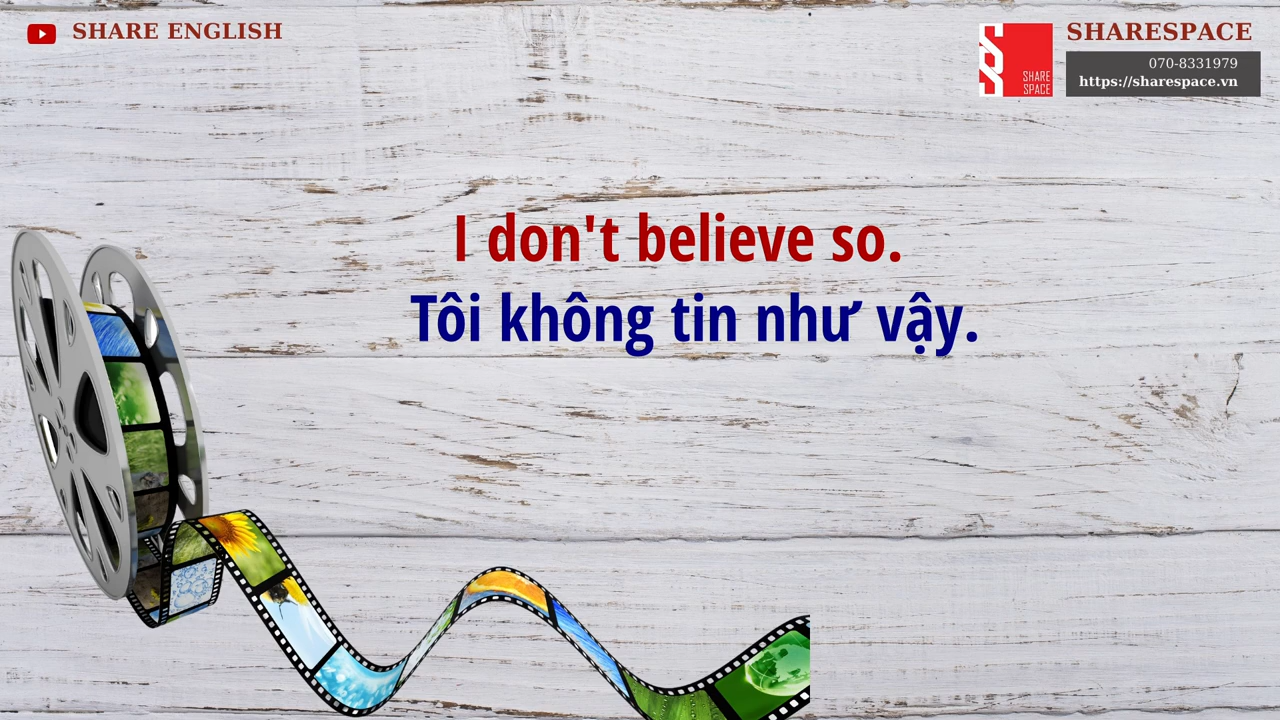 SHARE ENGLISH
SHARE
SPACE
SHARESPACE
070-8331979
https://sharespace.vn
I don't believe so.
Tôi không tin như vậy.